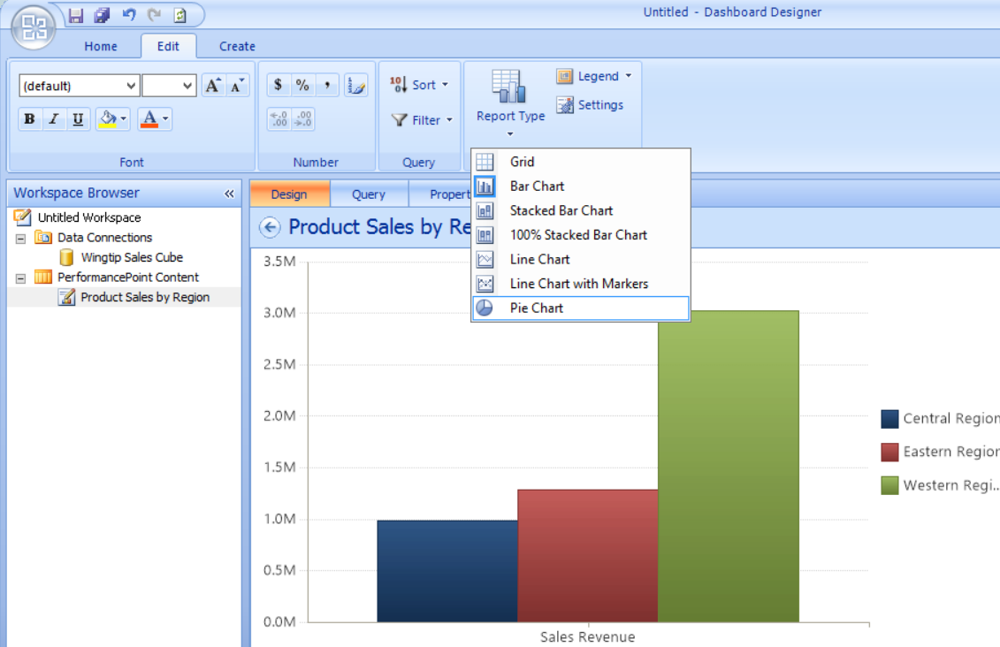 Untitled - Dashboard Designer
Home Edit Create
(default)
A A $ % , Sort Legend
Report Type
B I U A .0 .00 .00 .0 Filter Settings
Font Number Query
Grid
Bar Chart
Stacked Bar Chart
100% Stacked Bar Chart
Line Chart
Line Chart with Markers
Pie Chart
Workspace Browser «
Untitled Workspace
Data Connections
Wingtip Sales Cube
PerformancePoint Content
Product Sales by Region
Design Query Propert
Product Sales by Re
3.5M
3.0M
2.5M
2.0M
1.5M
1.0M
0.5M
0.0M
Sales Revenue
Central Region
Eastern Region
Western Regi..